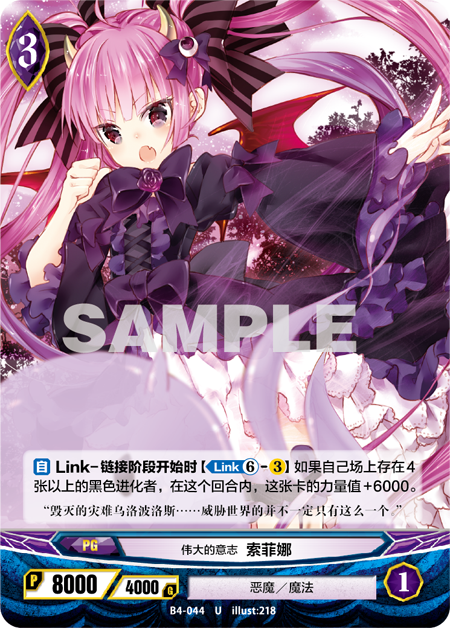 3
SAMPLE
自 Link-链接阶段开始时【Link 6-3】如果自己场上存在4
张以上的黑色进化者，在这个回合内，这张卡的力量值+6000。
“毁灭的灾难乌洛波洛斯……威胁世界的并不一定只有这么一个。”
PG 伟大的意志 索菲娜
P 8000 / 4000 G 恶魔／魔法 1
B4-044 U illust:218